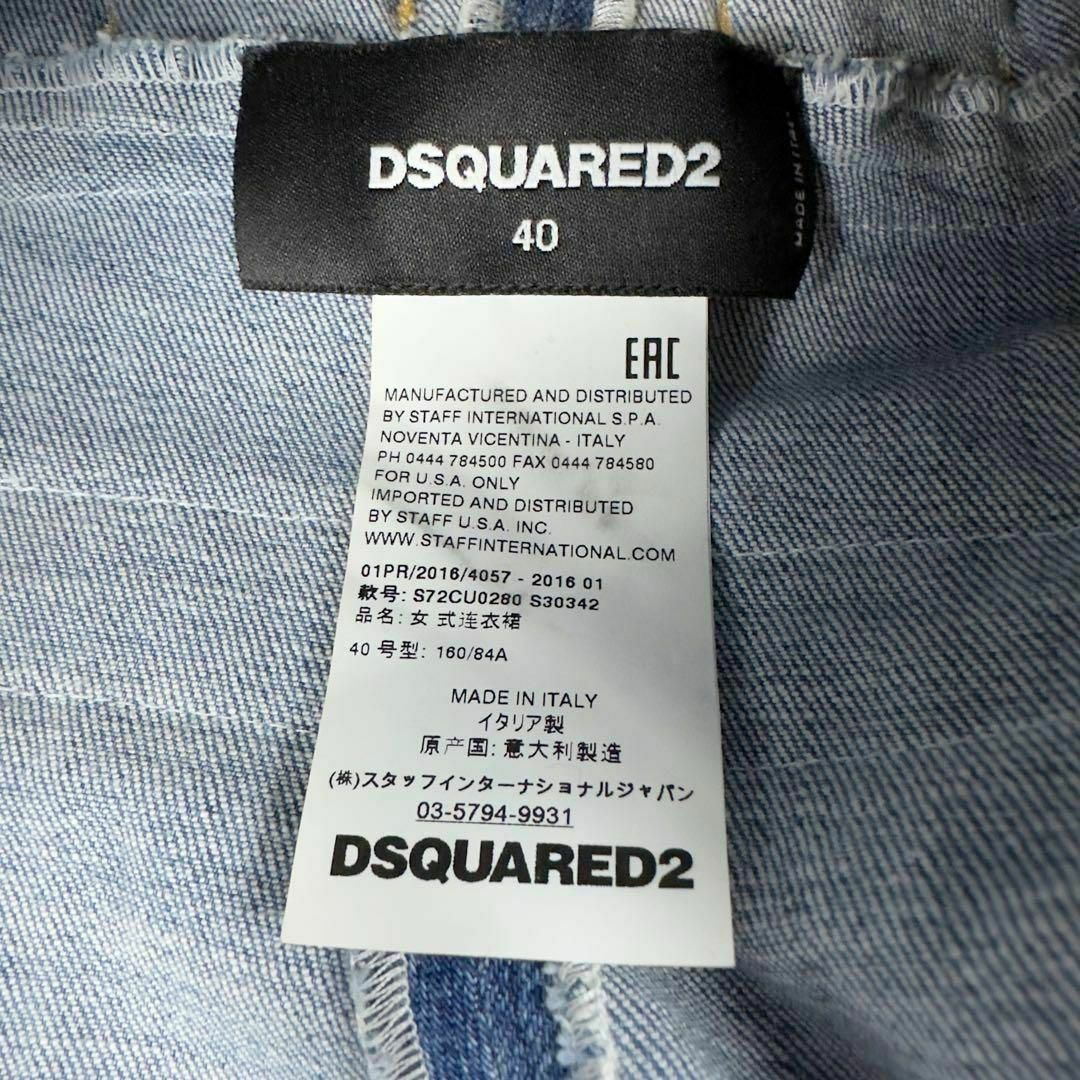 DSQUARED2
40
MADE IN ITALY
EAC
MANUFACTURED AND DISTRIBUTED
BY STAFF INTERNATIONAL S.P.A.
NOVENTA VICENTINA - ITALY
PH 0444 784500 FAX 0444 784580
FOR U.S.A. ONLY
IMPORTED AND DISTRIBUTED
BY STAFF U.S.A. INC.
WWW.STAFFINTERNATIONAL.COM
01PR/2016/4057 - 2016 01
款号: S72CU0280 S30342
品名: 女 式连衣裙
40 号型: 160/84A
MADE IN ITALY
イタリア製
原产国: 意大利製造
(株)スタッフインターナショナルジャパン
03-5794-9931
DSQUARED2